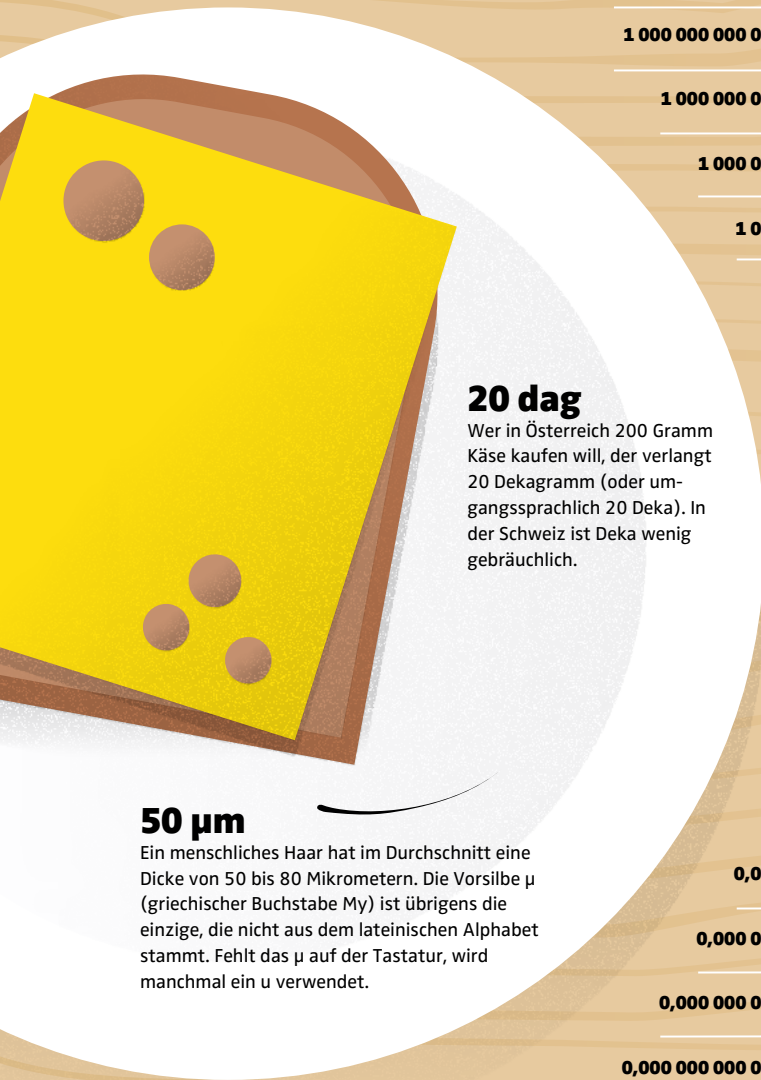 1 000 000 000 0
1 000 000 0
1 000 0
1 0
20 dag
Wer in Österreich 200 Gramm
Käse kaufen will, der verlangt
20 Dekagramm (oder um-
gangssprachlich 20 Deka). In
der Schweiz ist Deka wenig
gebräuchlich.
50 µm
Ein menschliches Haar hat im Durchschnitt eine
Dicke von 50 bis 80 Mikrometern. Die Vorsilbe µ
(griechischer Buchstabe My) ist übrigens die
einzige, die nicht aus dem lateinischen Alphabet
stammt. Fehlt das µ auf der Tastatur, wird
manchmal ein u verwendet.
0,0
0,000 0
0,000 000 0
0,000 000 000 0